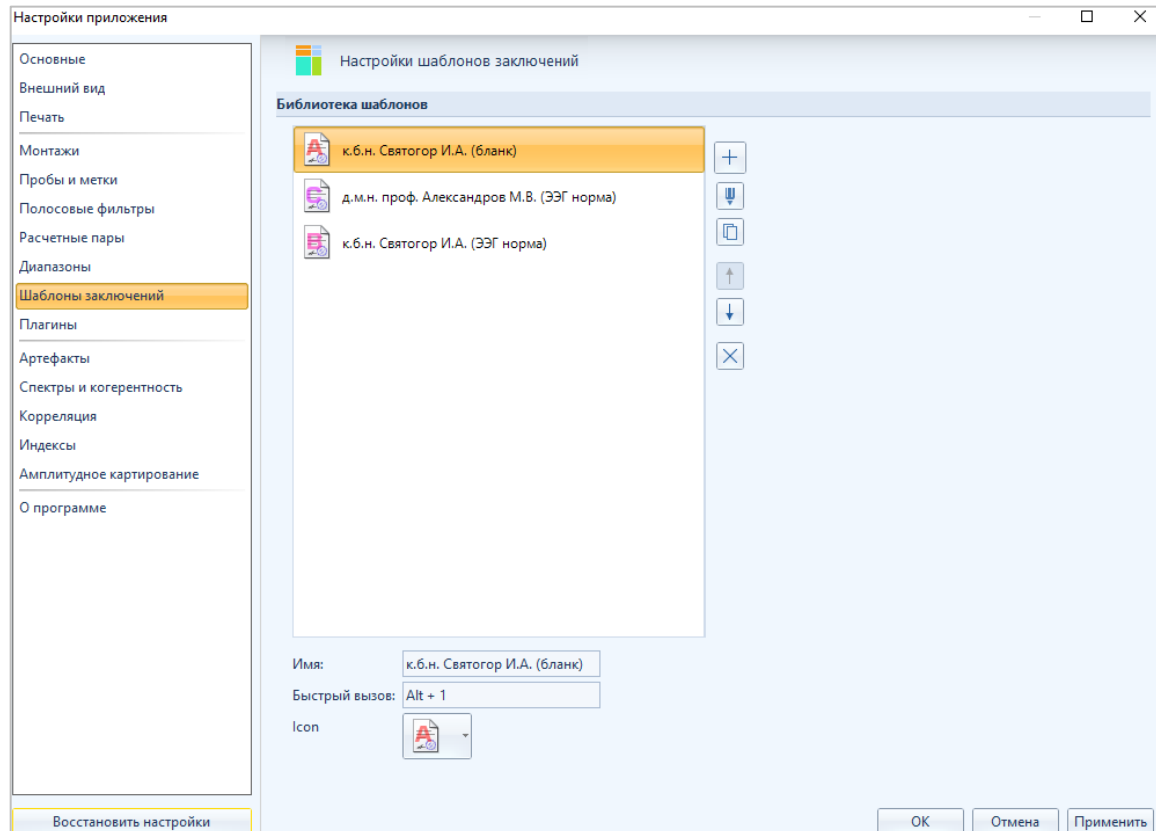 Настройки приложения
Основные
Внешний вид
Печать
Монтажи
Пробы и метки
Полосовые фильтры
Расчетные пары
Диапазоны
Шаблоны заключений
Плагины
Артефакты
Спектры и когерентность
Корреляция
Индексы
Амплитудное картирование
О программе
Восстановить настройки
Настройки шаблонов заключений
Библиотека шаблонов
к.б.н. Святогор И.А. (бланк)
д.м.н. проф. Александров М.В. (ЭЭГ норма)
к.б.н. Святогор И.А. (ЭЭГ норма)
Имя: к.б.н. Святогор И.А. (бланк)
Быстрый вызов: Alt + 1
Icon
ОК Отмена Применить